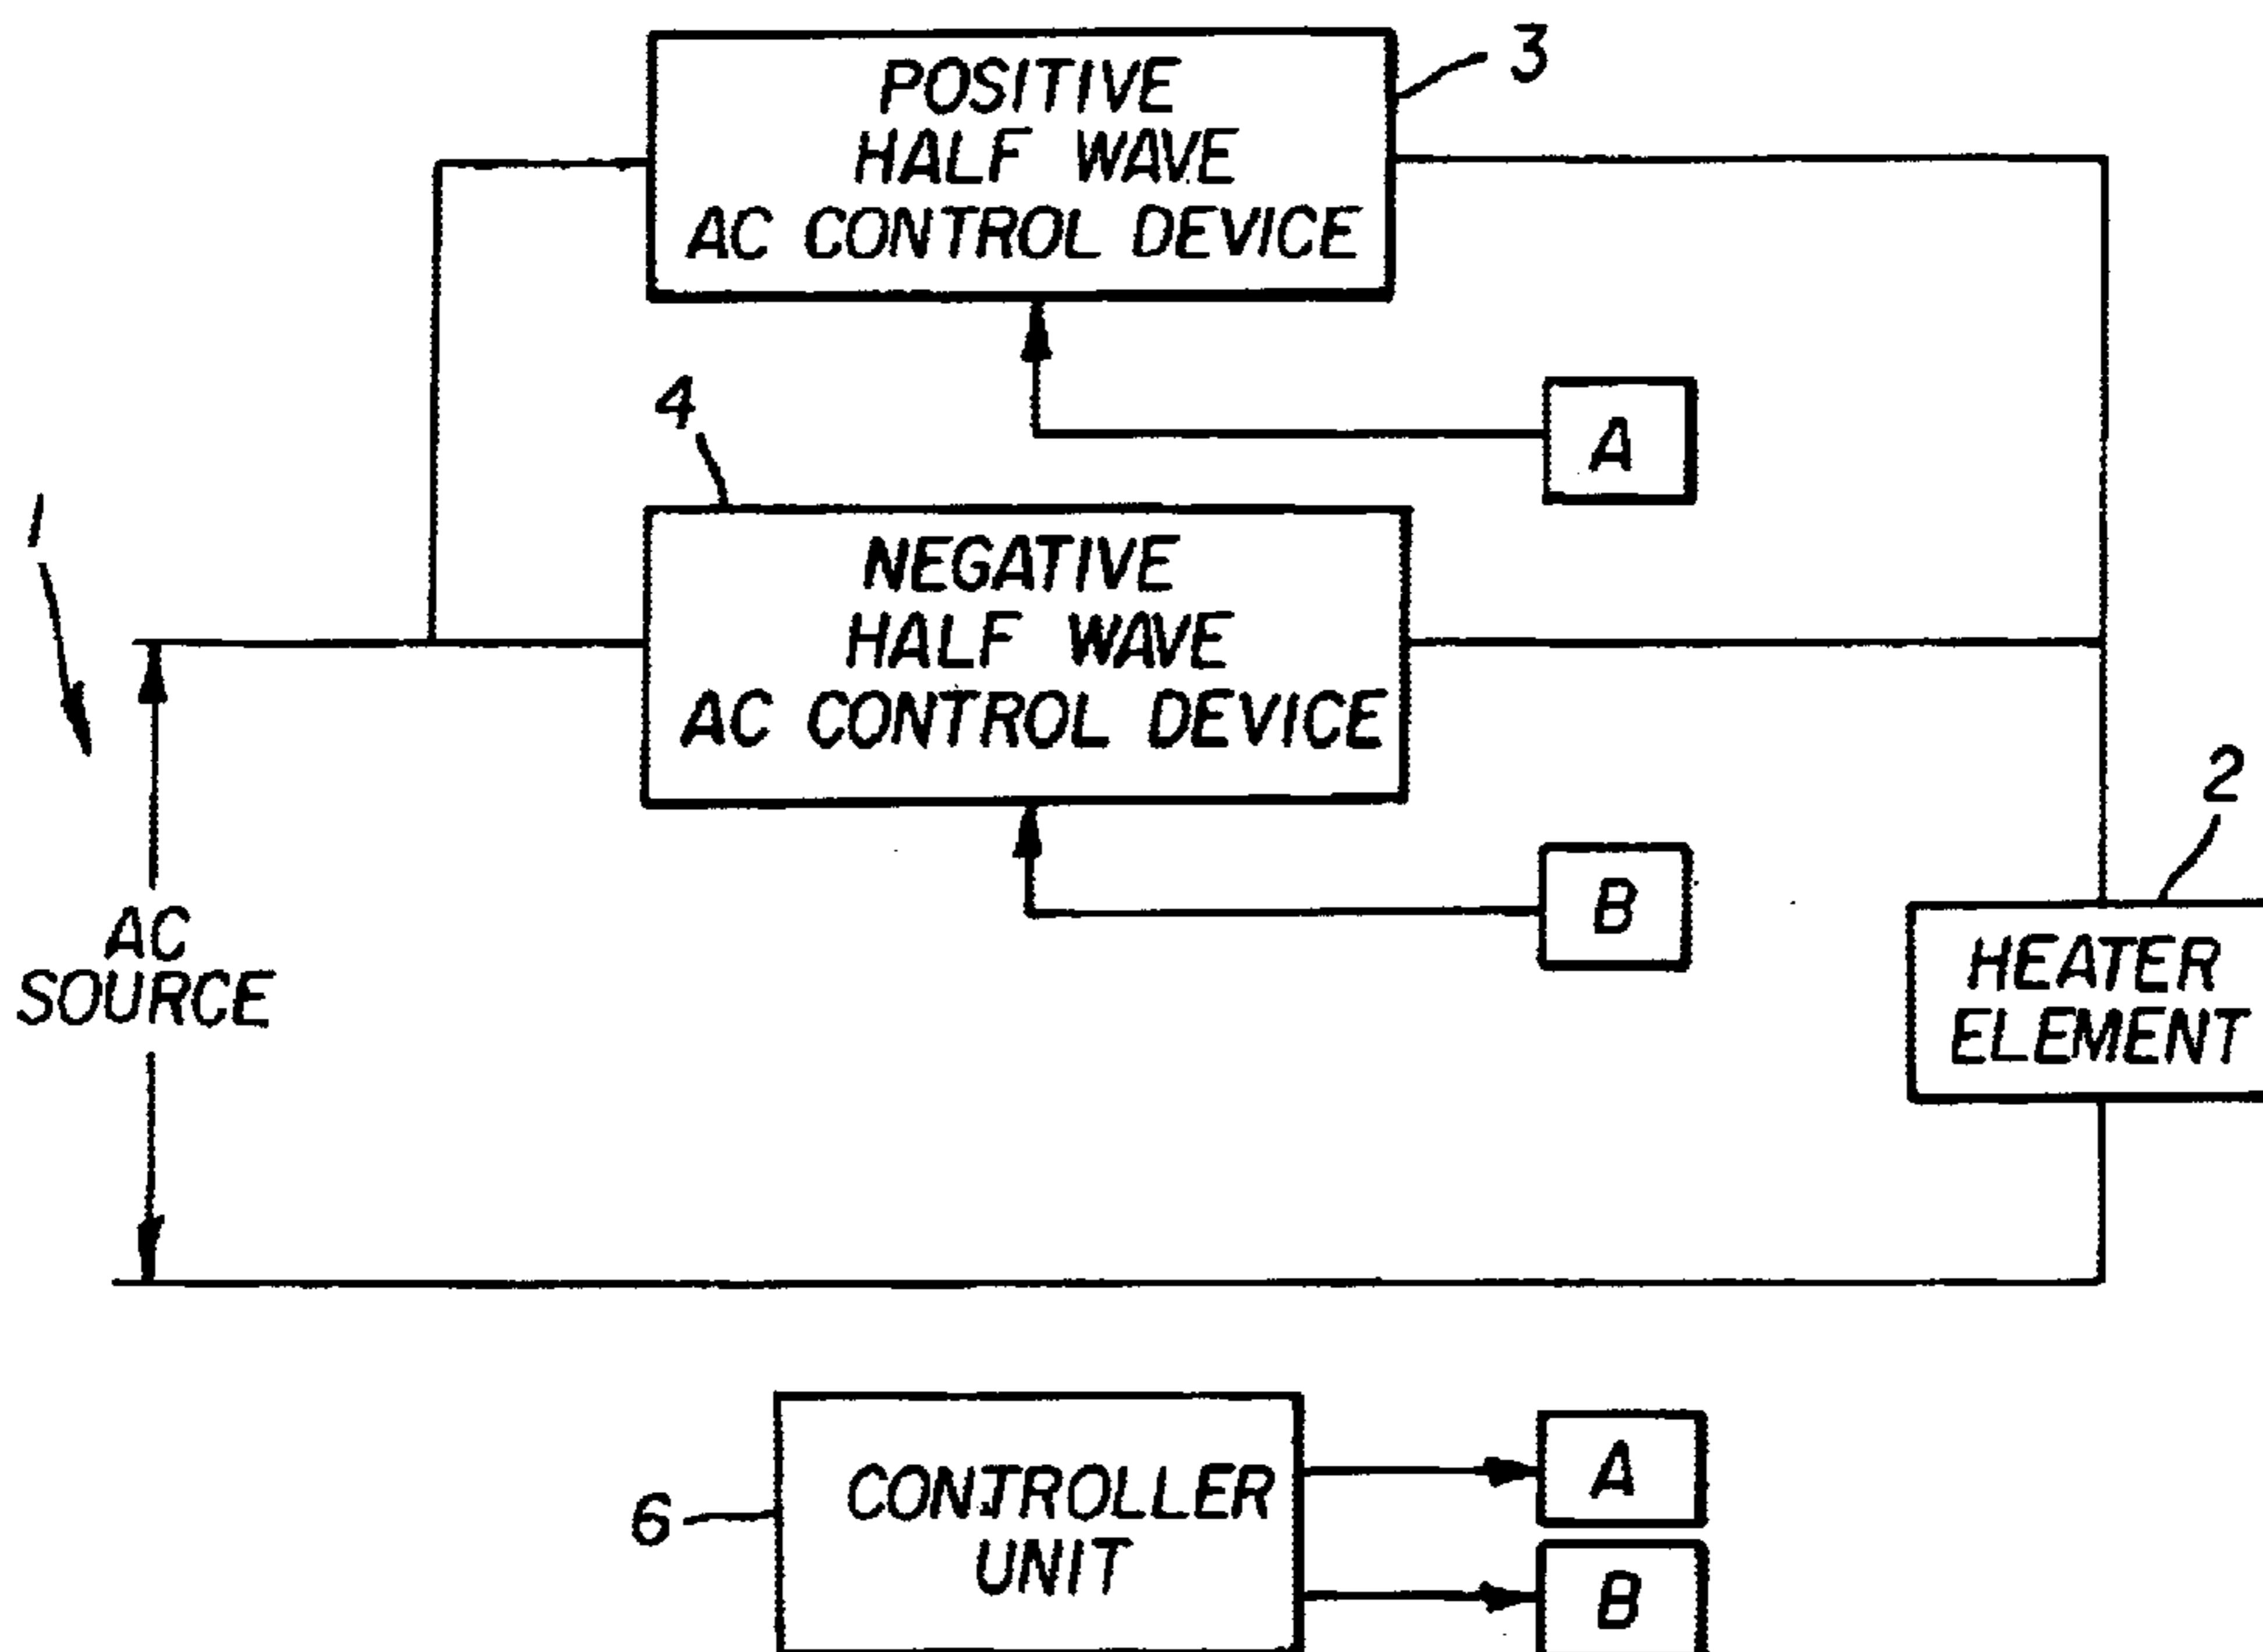 POSITIVE
HALF WAVE
AC CONTROL DEVICE
3
A
4
NEGATIVE
HALF WAVE
AC CONTROL DEVICE
1
B
2
AC
SOURCE
HEATER
ELEMENT
6
CONTROLLER
UNIT
A
B